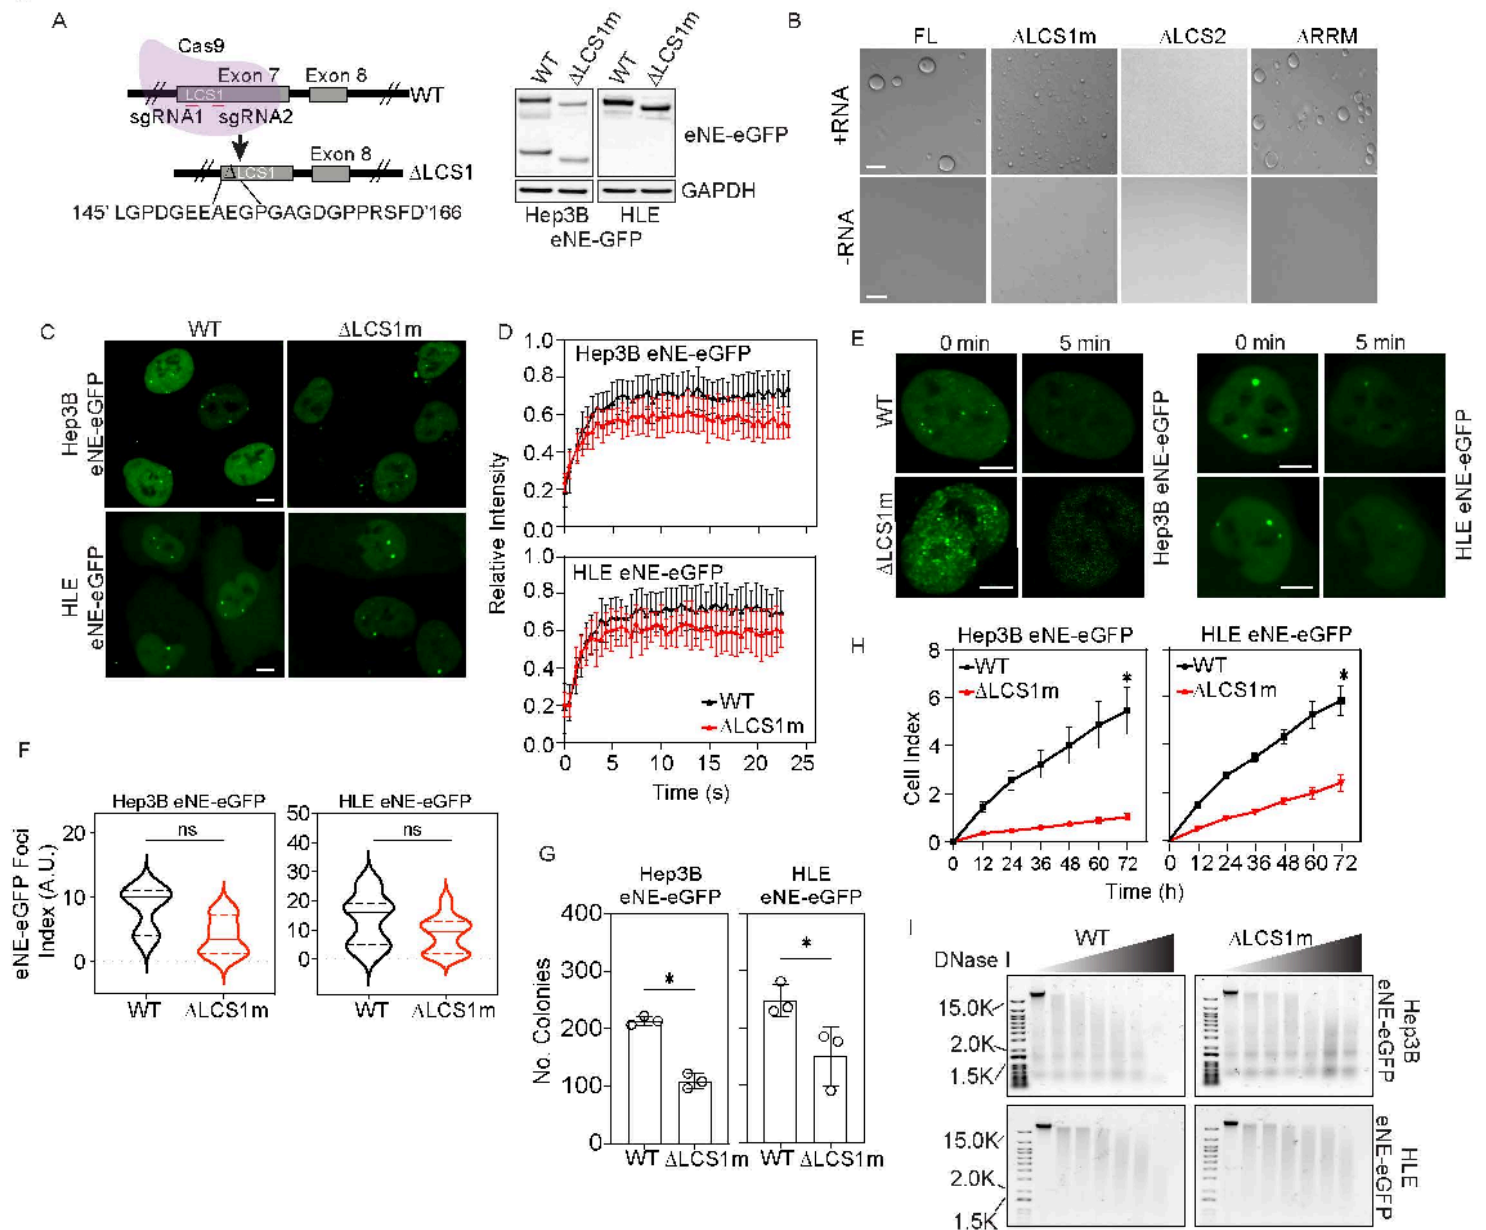 A
Cas9
Exon 7 Exon 8
LCS1 WT
sgRNA1 sgRNA2
Exon 8
ΔLCS1 ΔLCS1
145' LGPDGEEAEGPGAGDGPPRSFD'166
WT ΔLCS1m WT ΔLCS1m
eNE-eGFP
GAPDH
Hep3B HLE
eNE-GFP
B
FL ΔLCS1m ΔLCS2 ΔRRM
+RNA
-RNA
C
WT ΔLCS1m
Hep3B
eNE-eGFP
HLE
eNE-eGFP
D
Relative Intensity
1.0 Hep3B eNE-eGFP
0.8
0.6
0.4
0.2
0.0
1.0 HLE eNE-eGFP
0.8
0.6
0.4
0.2
0.0
WT
ΔLCS1m
0 5 10 15 20 25
Time (s)
E
0 min 5 min 0 min 5 min
WT
ΔLCS1m
Hep3B eNE-eGFP
HLE eNE-eGFP
F
Hep3B eNE-eGFP HLE eNE-eGFP
eNE-eGFP Foci
Index (A.U.)
20
10
0
ns
WT ΔLCS1m
50
40
30
20
10
0
ns
WT ΔLCS1m
G
Hep3B
eNE-eGFP
HLE
eNE-eGFP
No. Colonies
400
300
200
100
0
* *
WT ΔLCS1m WT ΔLCS1m
H
Hep3B eNE-eGFP HLE eNE-eGFP
Cell Index
8
6
4
2
0
WT
ΔLCS1m
*
WT
ΔLCS1m
*
0 12 24 36 48 60 72 0 12 24 36 48 60 72
Time (h)
I
WT ΔLCS1m
DNase I
15.0K
2.0K
1.5K
Hep3B
eNE-eGFP
15.0K
2.0K
1.5K
HLE
eNE-eGFP